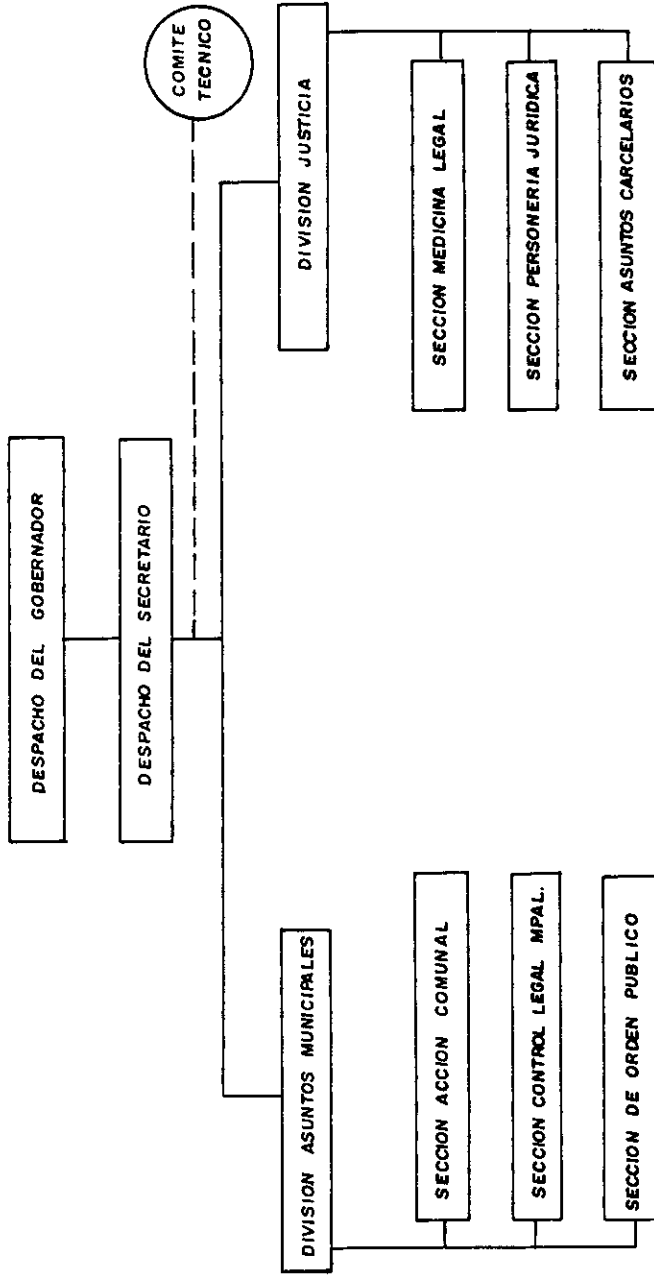 DESPACHO DEL GOBERNADOR
DESPACHO DEL SECRETARIO
COMITE
TECNICO
DIVISION ASUNTOS MUNICIPALES
SECCION ACCION COMUNAL
SECCION CONTROL LEGAL MPAL.
SECCION DE ORDEN PUBLICO
DIVISION JUSTICIA
SECCION MEDICINA LEGAL
SECCION PERSONERIA JURIDICA
SECCION ASUNTOS CARCELARIOS